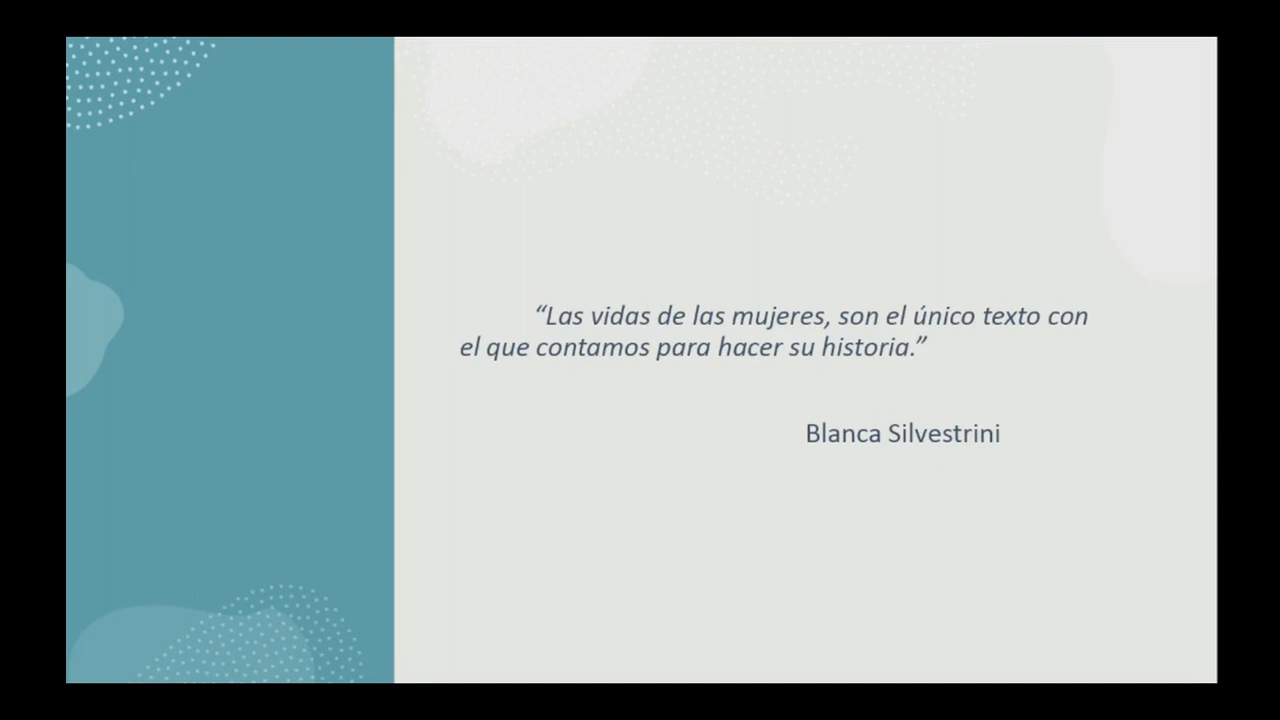 “Las vidas de las mujeres, son el único texto con
el que contamos para hacer su historia.”
Blanca Silvestrini